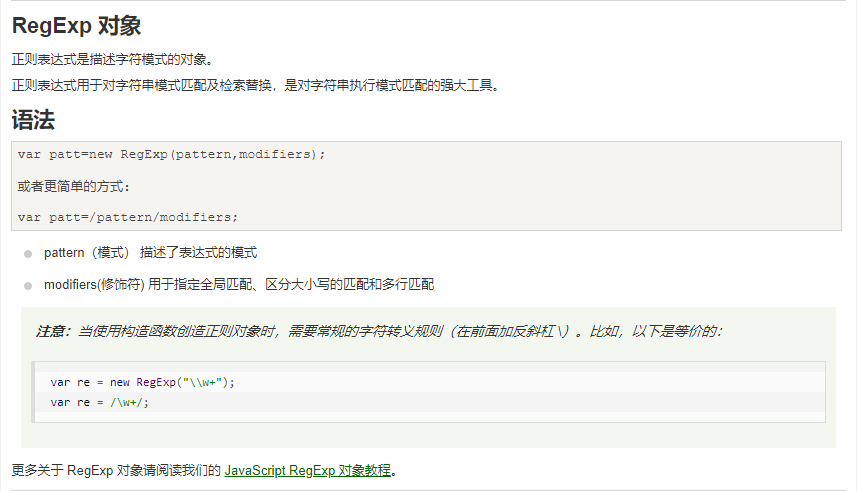 RegExp 对象
正则表达式是描述字符模式的对象。
正则表达式用于对字符串模式匹配及检索替换，是对字符串执行模式匹配的强大工具。
语法
var patt=new RegExp(pattern,modifiers);
或者更简单的方式：
var patt=/pattern/modifiers;
pattern（模式） 描述了表达式的模式
modifiers(修饰符) 用于指定全局匹配、区分大小写的匹配和多行匹配
注意：当使用构造函数创造正则对象时，需要常规的字符转义规则（在前面加反斜杠 \）。比如，以下是等价的：
var re = new RegExp("\\w+");
var re = /\w+/;
更多关于 RegExp 对象请阅读我们的 JavaScript RegExp 对象教程。